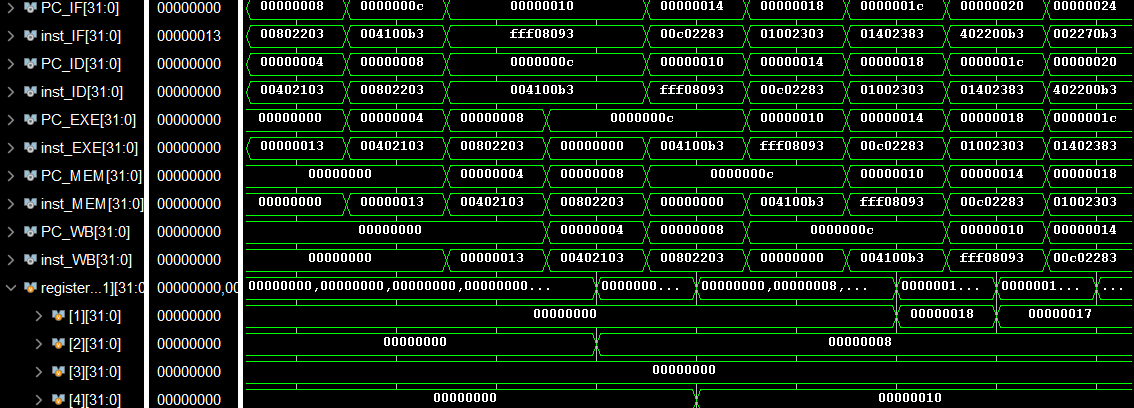 PC_IF[31:0] 00000000 00000008 0000000c 00000010 00000014 00000018 0000001c 00000020 00000024
inst_IF[31:0] 00000013 00802203 004100b3 fff08093 00c02283 01002303 01402383 402200b3 002270b3
PC_ID[31:0] 00000000 00000004 00000008 0000000c 00000010 00000014 00000018 0000001c 00000020
inst_ID[31:0] 00000000 00402103 00802203 004100b3 fff08093 00c02283 01002303 01402383 402200b3
PC_EXE[31:0] 00000000 00000000 00000004 00000008 0000000c 00000010 00000014 00000018 0000001c
inst_EXE[31:0] 00000000 00000013 00402103 00802203 00000000 004100b3 fff08093 00c02283 01002303 01402383
PC_MEM[31:0] 00000000 00000000 00000004 00000008 0000000c 00000010 00000014 00000018
inst_MEM[31:0] 00000000 00000000 00000013 00402103 00802203 00000000 004100b3 fff08093 00c02283 01002303
PC_WB[31:0] 00000000 00000000 00000004 00000008 0000000c 00000010 00000014
inst_WB[31:0] 00000000 00000000 00000013 00402103 00802203 00000000 004100b3 fff08093 00c02283
register...1][31:0 00000000,00 00000000,00000000,00000000,00000000... 0000000... 00000000,00000008,... 0000001... 0000001... ...
[1][31:0] 00000000 00000000 00000018 00000017
[2][31:0] 00000000 00000000 00000008
[3][31:0] 00000000 00000000
[4][31:0] 00000000 00000000 00000010